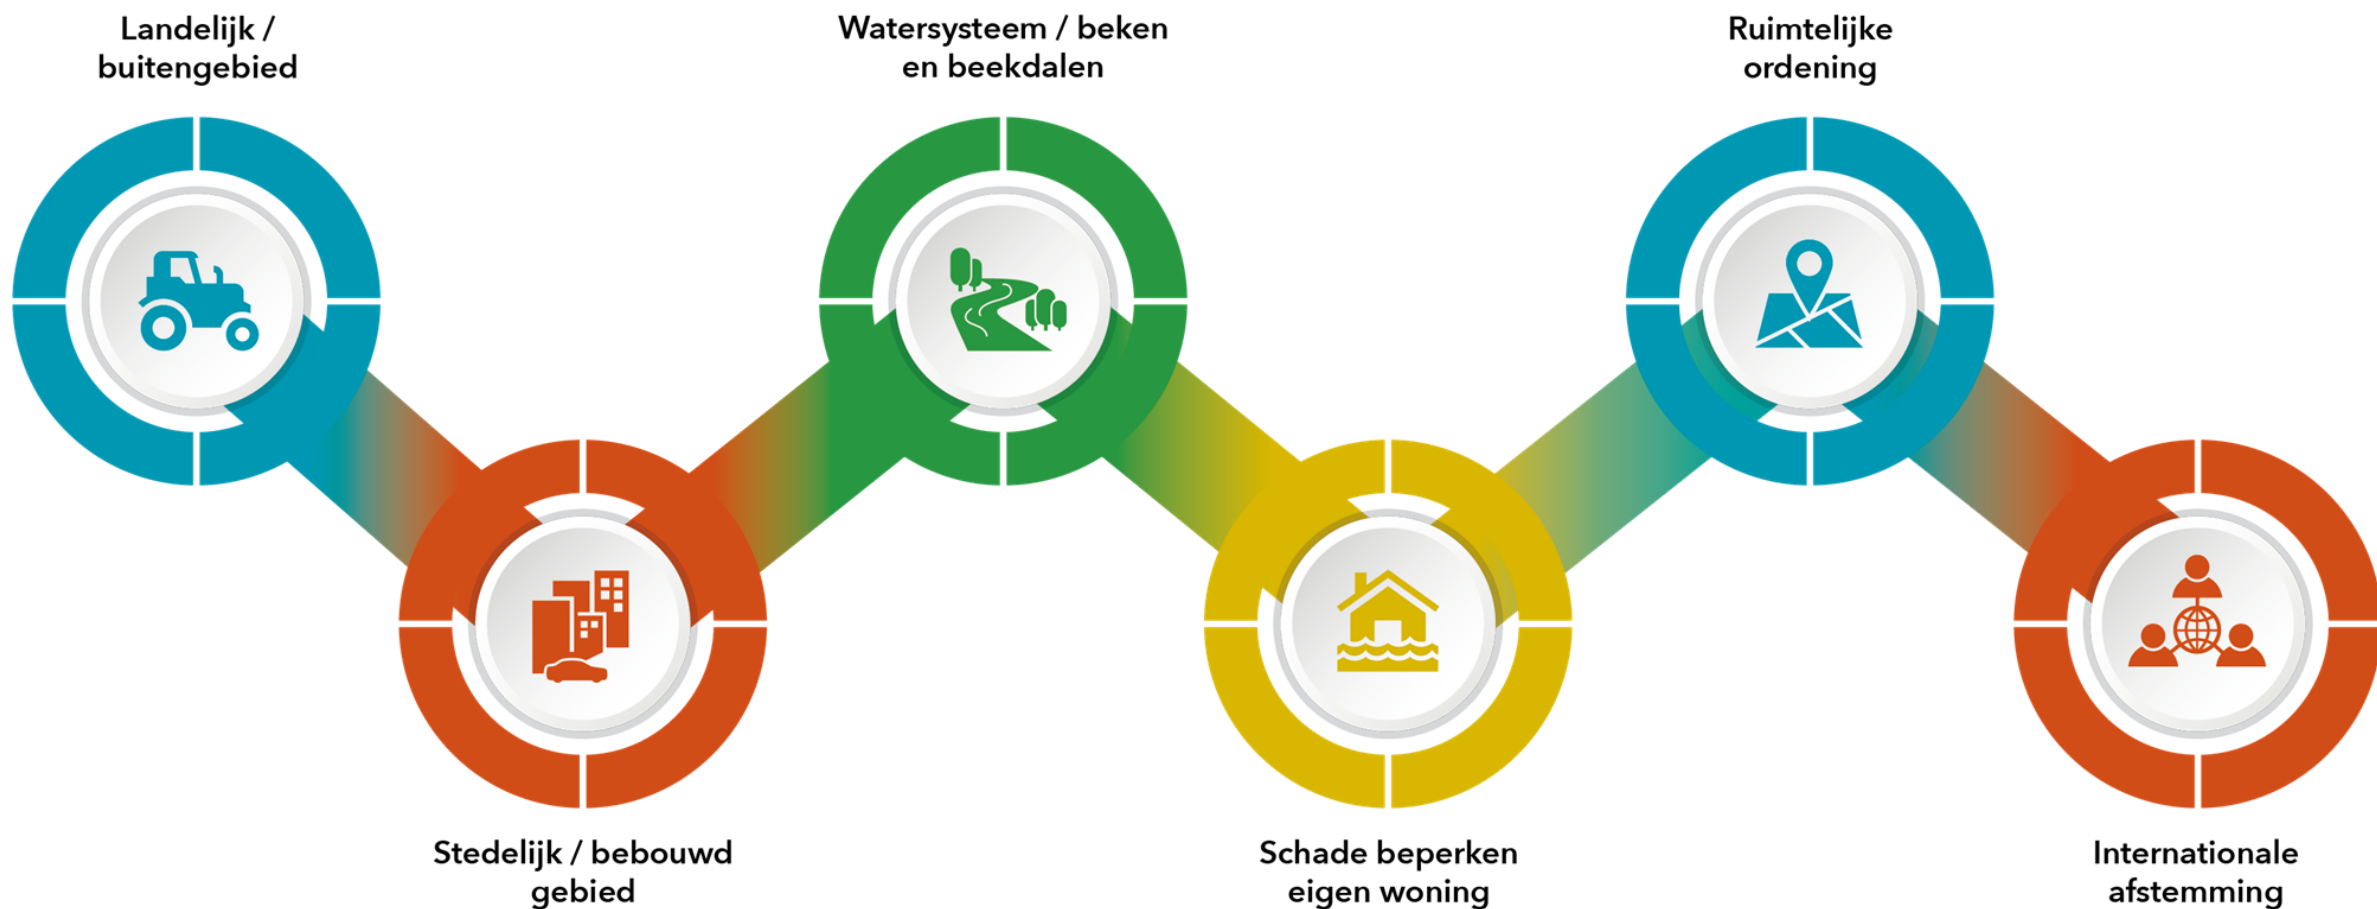 Landelijk /
buitengebied
Stedelijk / bebouwd
gebied
Watersysteem / beken
en beekdalen
Schade beperken
eigen woning
Ruimtelijke
ordening
Internationale
afstemming